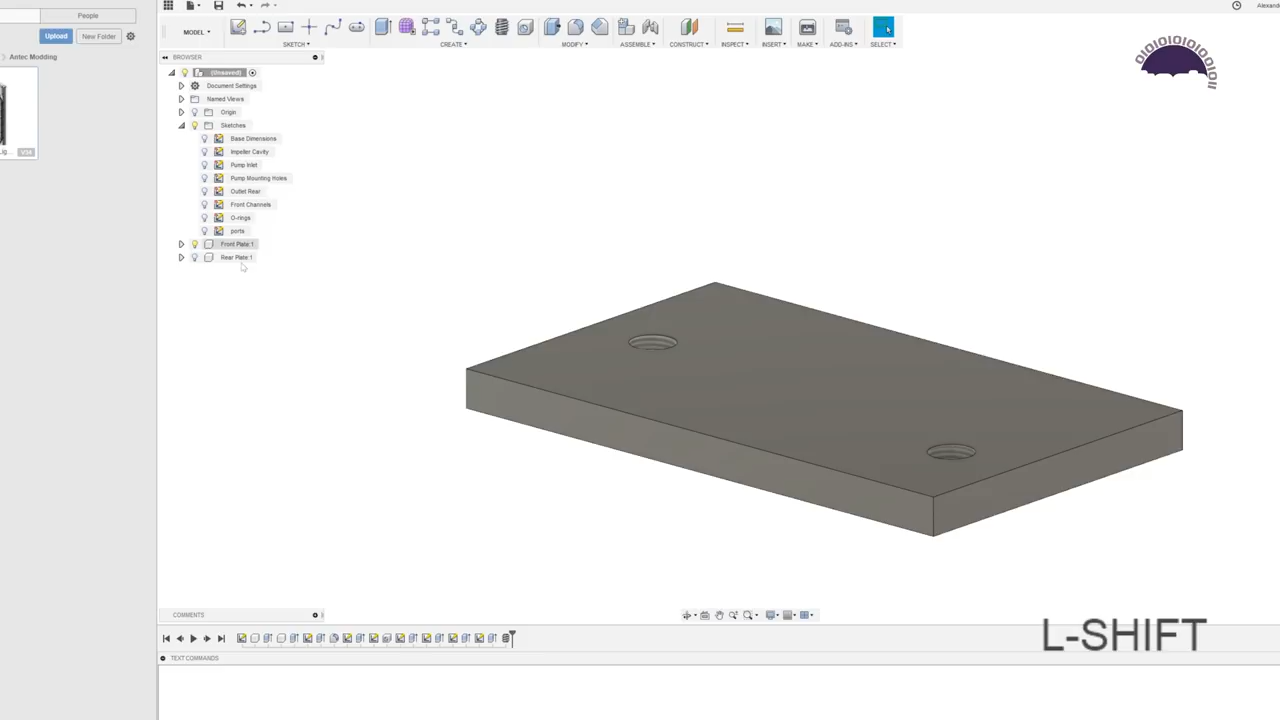 People
Upload
New Folder
Antec Modding
V14
Alexand
MODEL
SKETCH
CREATE
MODIFY
ASSEMBLE
CONSTRUCT
INSPECT
INSERT
MAKE
ADD-INS
SELECT
BROWSER
(Unsaved)
Document Settings
Named Views
Origin
Sketches
Base Dimensions
Impeller Cavity
Pump Inlet
Pump Mounting Holes
Outlet Rear
Front Channels
O-rings
ports
Front Plate:1
Rear Plate:1
COMMENTS
L-SHIFT
TEXT COMMANDS